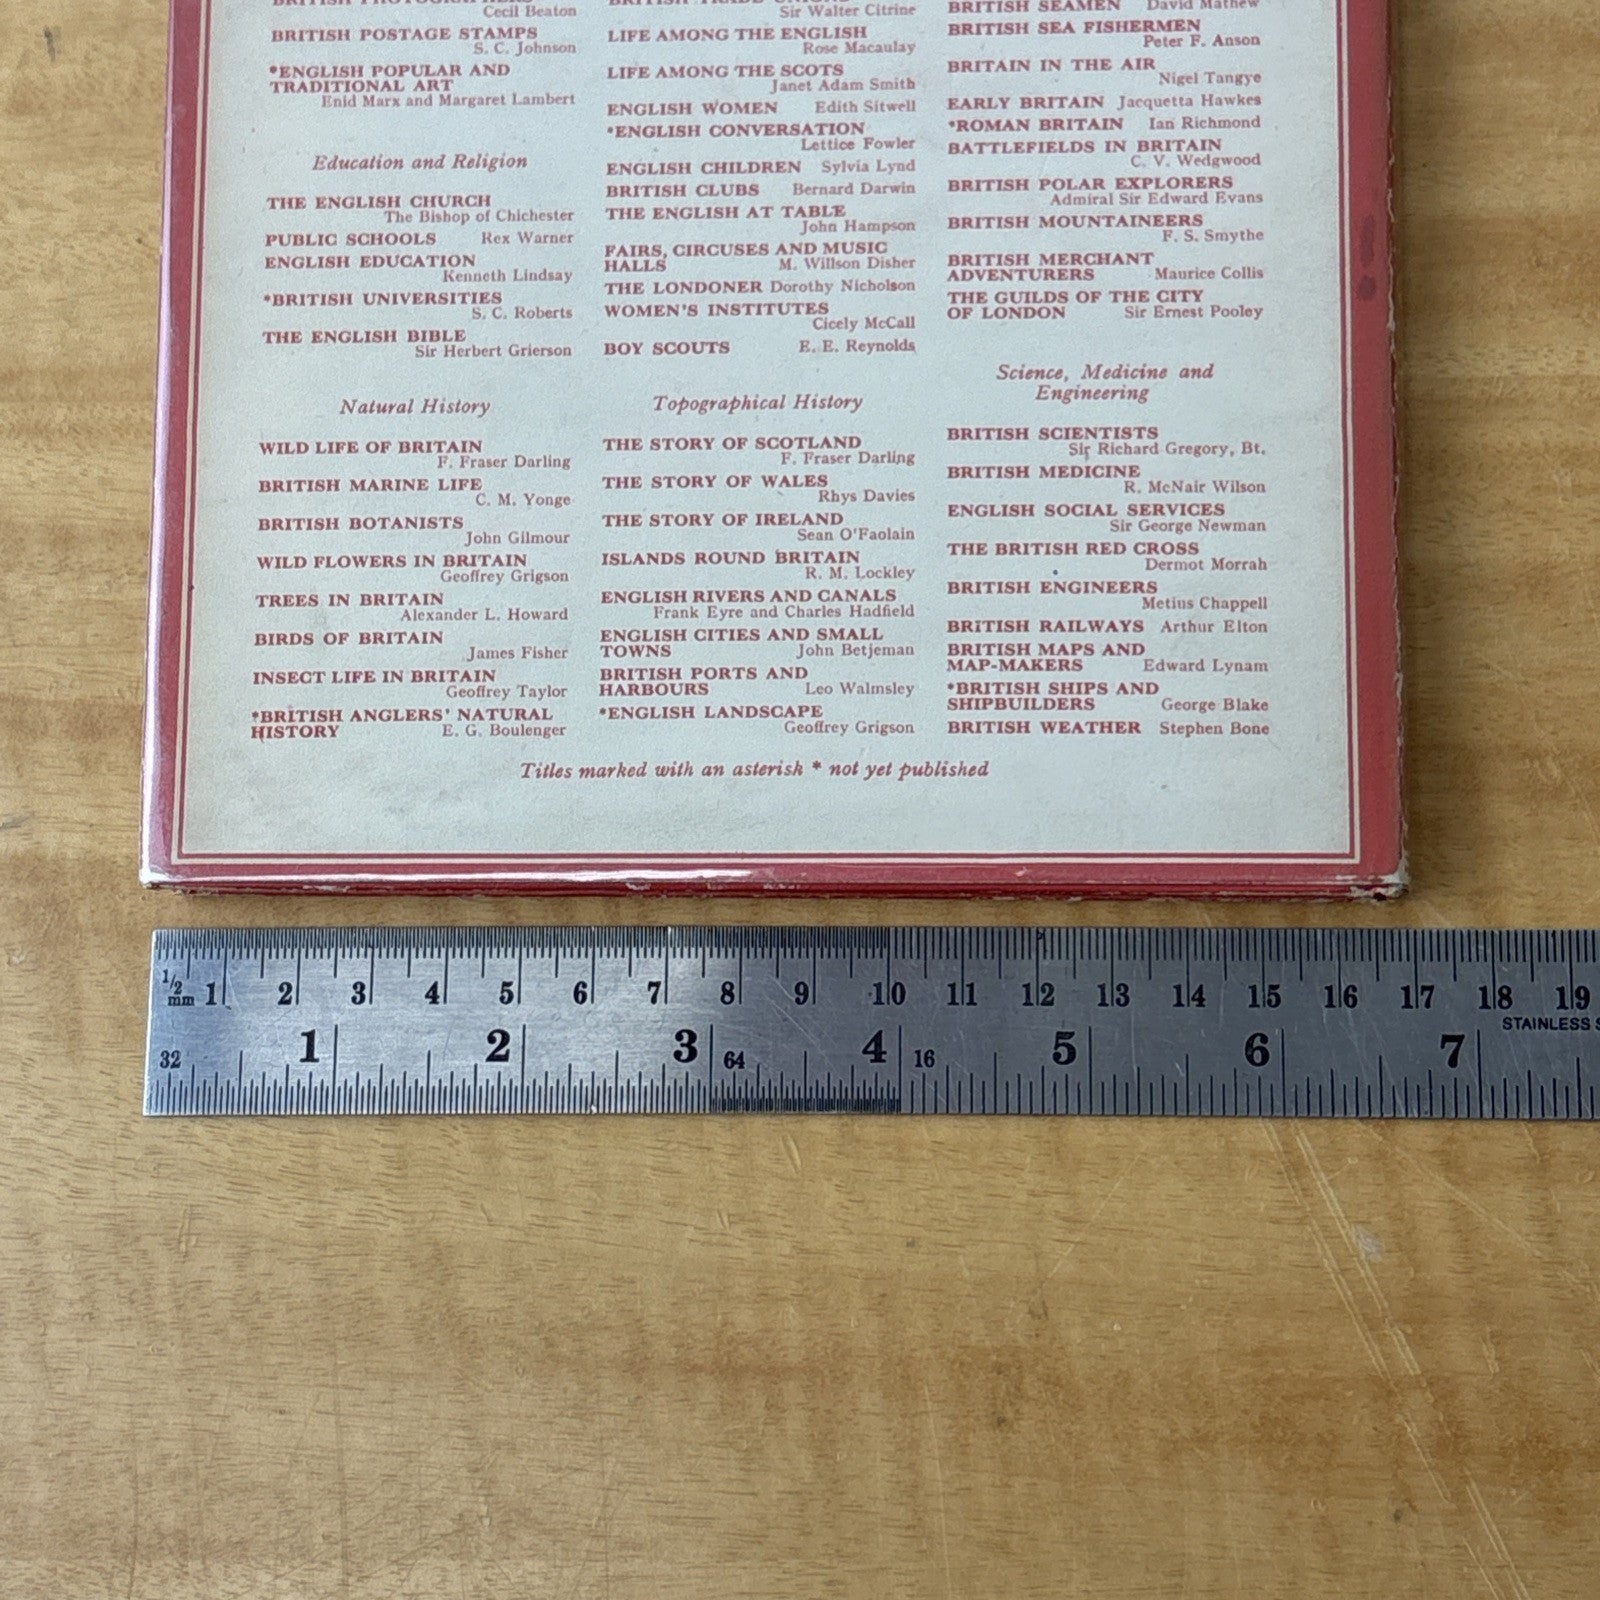 BRITISH PHOTOGRAPHERS
Cecil Beaton
BRITISH POSTAGE STAMPS
S. C. Johnson
*ENGLISH POPULAR AND
TRADITIONAL ART
Enid Marx and Margaret Lambert
Education and Religion
THE ENGLISH CHURCH
The Bishop of Chichester
PUBLIC SCHOOLS Rex Warner
ENGLISH EDUCATION
Kenneth Lindsay
*BRITISH UNIVERSITIES
S. C. Roberts
THE ENGLISH BIBLE
Sir Herbert Grierson
Natural History
WILD LIFE OF BRITAIN
F. Fraser Darling
BRITISH MARINE LIFE
C. M. Yonge
BRITISH BOTANISTS
John Gilmour
WILD FLOWERS IN BRITAIN
Geoffrey Grigson
TREES IN BRITAIN
Alexander L. Howard
BIRDS OF BRITAIN
James Fisher
INSECT LIFE IN BRITAIN
Geoffrey Taylor
*BRITISH ANGLERS' NATURAL
HISTORY E. G. Boulenger
BRITISH TRADE UNIONS
Sir Walter Citrine
LIFE AMONG THE ENGLISH
Rose Macaulay
LIFE AMONG THE SCOTS
Janet Adam Smith
ENGLISH WOMEN Edith Sitwell
*ENGLISH CONVERSATION
Lettice Fowler
ENGLISH CHILDREN Sylvia Lynd
BRITISH CLUBS Bernard Darwin
THE ENGLISH AT TABLE
John Hampson
FAIRS, CIRCUSES AND MUSIC
HALLS M. Willson Disher
THE LONDONER Dorothy Nicholson
WOMEN'S INSTITUTES
Cicely McCall
BOY SCOUTS E. E. Reynolds
Topographical History
THE STORY OF SCOTLAND
F. Fraser Darling
THE STORY OF WALES
Rhys Davies
THE STORY OF IRELAND
Sean O'Faolain
ISLANDS ROUND BRITAIN
R. M. Lockley
ENGLISH RIVERS AND CANALS
Frank Eyre and Charles Hadfield
ENGLISH CITIES AND SMALL
TOWNS John Betjeman
BRITISH PORTS AND
HARBOURS Leo Walmsley
*ENGLISH LANDSCAPE
Geoffrey Grigson
BRITISH SEAMEN David Mathew
BRITISH SEA FISHERMEN
Peter F. Anson
BRITAIN IN THE AIR
Nigel Tangye
EARLY BRITAIN Jacquetta Hawkes
*ROMAN BRITAIN Ian Richmond
BATTLEFIELDS IN BRITAIN
C. V. Wedgwood
BRITISH POLAR EXPLORERS
Admiral Sir Edward Evans
BRITISH MOUNTAINEERS
F. S. Smythe
BRITISH MERCHANT
ADVENTURERS Maurice Collis
THE GUILDS OF THE CITY
OF LONDON Sir Ernest Pooley
Science, Medicine and
Engineering
BRITISH SCIENTISTS
Sir Richard Gregory, Bt.
BRITISH MEDICINE
R. McNair Wilson
ENGLISH SOCIAL SERVICES
Sir George Newman
THE BRITISH RED CROSS
Dermot Morrah
BRITISH ENGINEERS
Metius Chappell
BRITISH RAILWAYS Arthur Elton
BRITISH MAPS AND
MAP-MAKERS Edward Lynam
*BRITISH SHIPS AND
SHIPBUILDERS George Blake
BRITISH WEATHER Stephen Bone
Titles marked with an asterisk * not yet published
1/2 mm 1 2 3 4 5 6 7 8 9 10 11 12 13 14 15 16 17 18 19
STAINLESS
32 1 2 3 64 4 16 5 6 7